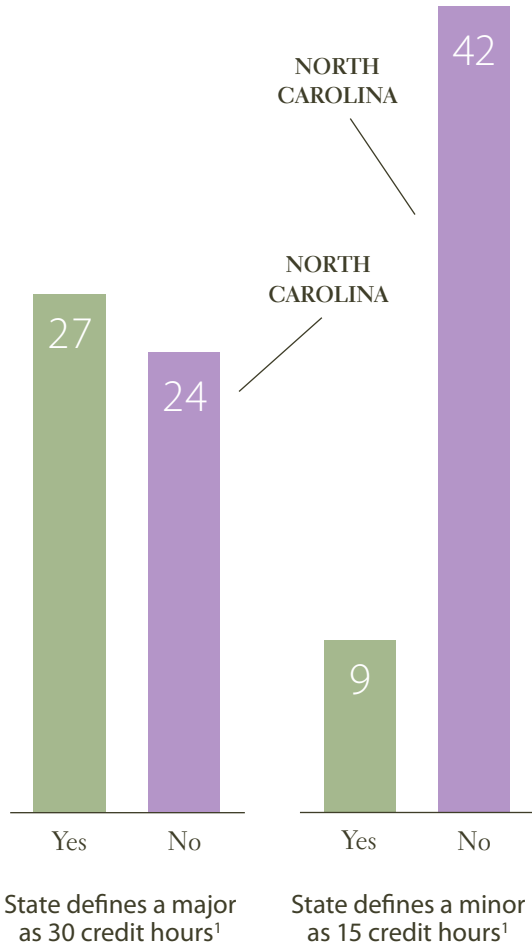 42
NORTH
CAROLINA
NORTH
CAROLINA
27
24
9
Yes
No
Yes
No
State defines a major
as 30 credit hours¹
State defines a minor
as 15 credit hours¹